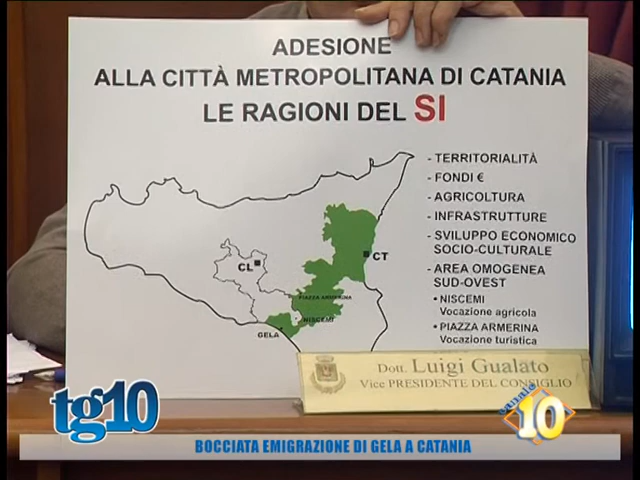 ADESIONE
ALLA CITTÀ METROPOLITANA DI CATANIA
LE RAGIONI DEL SI
- TERRITORIALITÀ
- FONDI €
- AGRICOLTURA
- INFRASTRUTTURE
- SVILUPPO ECONOMICO
SOCIO-CULTURALE
- AREA OMOGENEA
SUD-OVEST
• NISCEMI
Vocazione agricola
• PIAZZA ARMERINA
Vocazione turistica
CL
CT
PIAZZA ARMERINA
NISCEMI
GELA
Dott. Luigi Gualato
Vice PRESIDENTE DEL CONSIGLIO
tg10
canale 10
BOCCIATA EMIGRAZIONE DI GELA A CATANIA